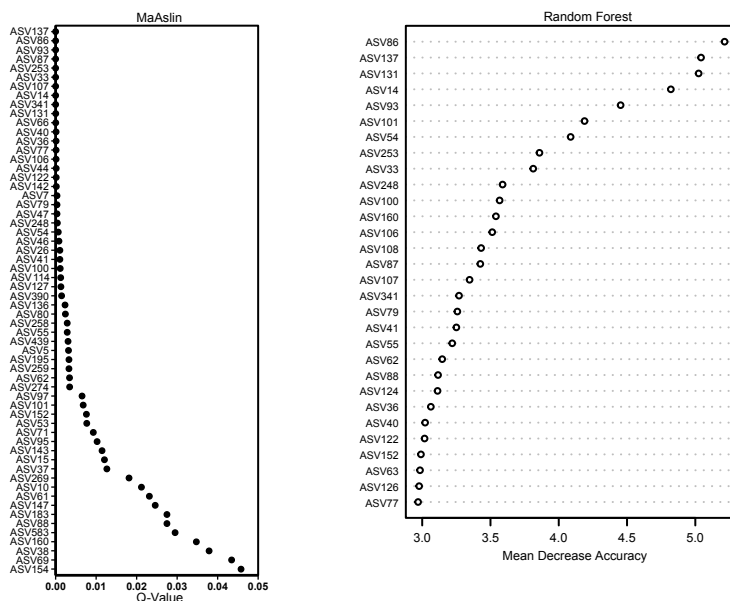 MaAslin
ASV137
ASV86
ASV93
ASV87
ASV253
ASV33
ASV107
ASV14
ASV341
ASV131
ASV66
ASV40
ASV36
ASV77
ASV106
ASV44
ASV122
ASV142
ASV7
ASV79
ASV47
ASV248
ASV54
ASV46
ASV26
ASV41
ASV100
ASV114
ASV127
ASV390
ASV136
ASV80
ASV258
ASV55
ASV439
ASV5
ASV195
ASV259
ASV62
ASV274
ASV97
ASV101
ASV152
ASV53
ASV71
ASV95
ASV143
ASV15
ASV37
ASV269
ASV10
ASV61
ASV147
ASV183
ASV88
ASV583
ASV160
ASV38
ASV69
ASV154
0.00 0.01 0.02 0.03 0.04 0.05
Q-Value
Random Forest
ASV86
ASV137
ASV131
ASV14
ASV93
ASV101
ASV54
ASV253
ASV33
ASV248
ASV100
ASV160
ASV106
ASV108
ASV87
ASV107
ASV341
ASV79
ASV41
ASV55
ASV62
ASV88
ASV124
ASV36
ASV40
ASV122
ASV152
ASV63
ASV126
ASV77
3.0 3.5 4.0 4.5 5.0
Mean Decrease Accuracy